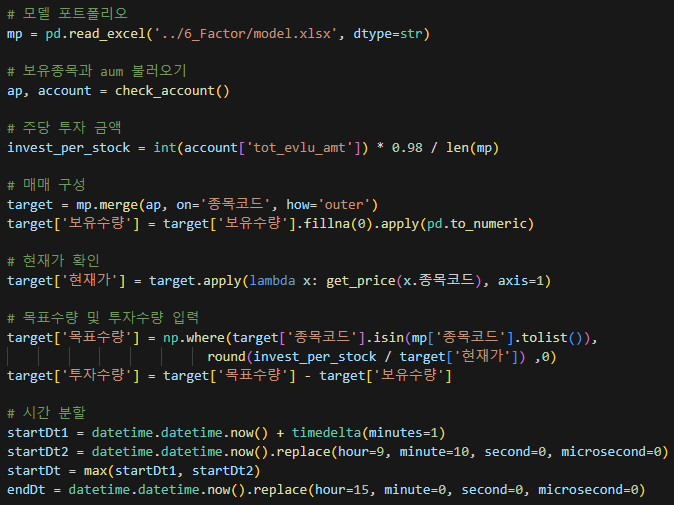 # 모델 포트폴리오
mp = pd.read_excel('../6_Factor/model.xlsx', dtype=str)
# 보유종목과 aum 불러오기
ap, account = check_account()
# 주당 투자 금액
invest_per_stock = int(account['tot_evlu_amt']) * 0.98 / len(mp)
# 매매 구성
target = mp.merge(ap, on='종목코드', how='outer')
target['보유수량'] = target['보유수량'].fillna(0).apply(pd.to_numeric)
# 현재가 확인
target['현재가'] = target.apply(lambda x: get_price(x.종목코드), axis=1)
# 목표수량 및 투자수량 입력
target['목표수량'] = np.where(target['종목코드'].isin(mp['종목코드'].tolist()),
round(invest_per_stock / target['현재가']) ,0)
target['투자수량'] = target['목표수량'] - target['보유수량']
# 시간 분할
startDt1 = datetime.datetime.now() + timedelta(minutes=1)
startDt2 = datetime.datetime.now().replace(hour=9, minute=10, second=0, microsecond=0)
startDt = max(startDt1, startDt2)
endDt = datetime.datetime.now().replace(hour=15, minute=0, second=0, microsecond=0)